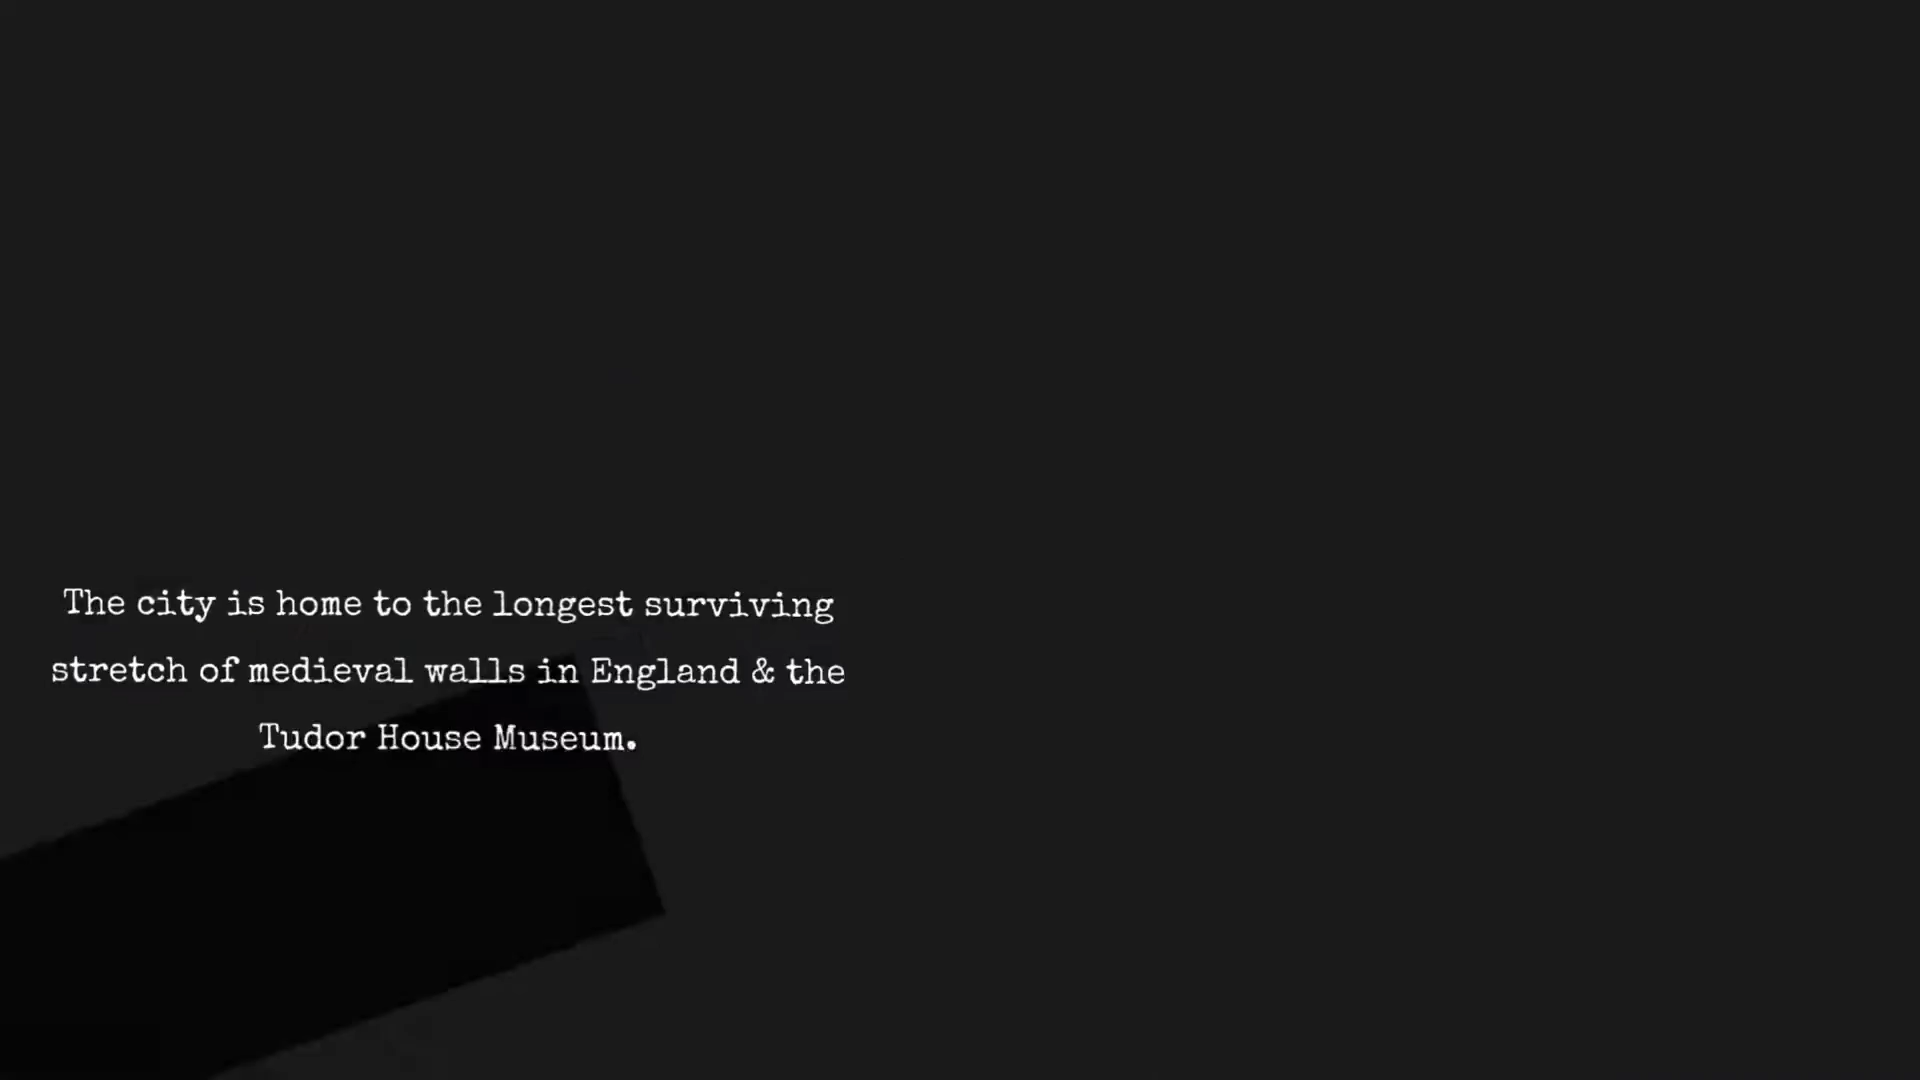 The city is home to the longest surviving
stretch of medieval walls in England & the
Tudor House Museum.